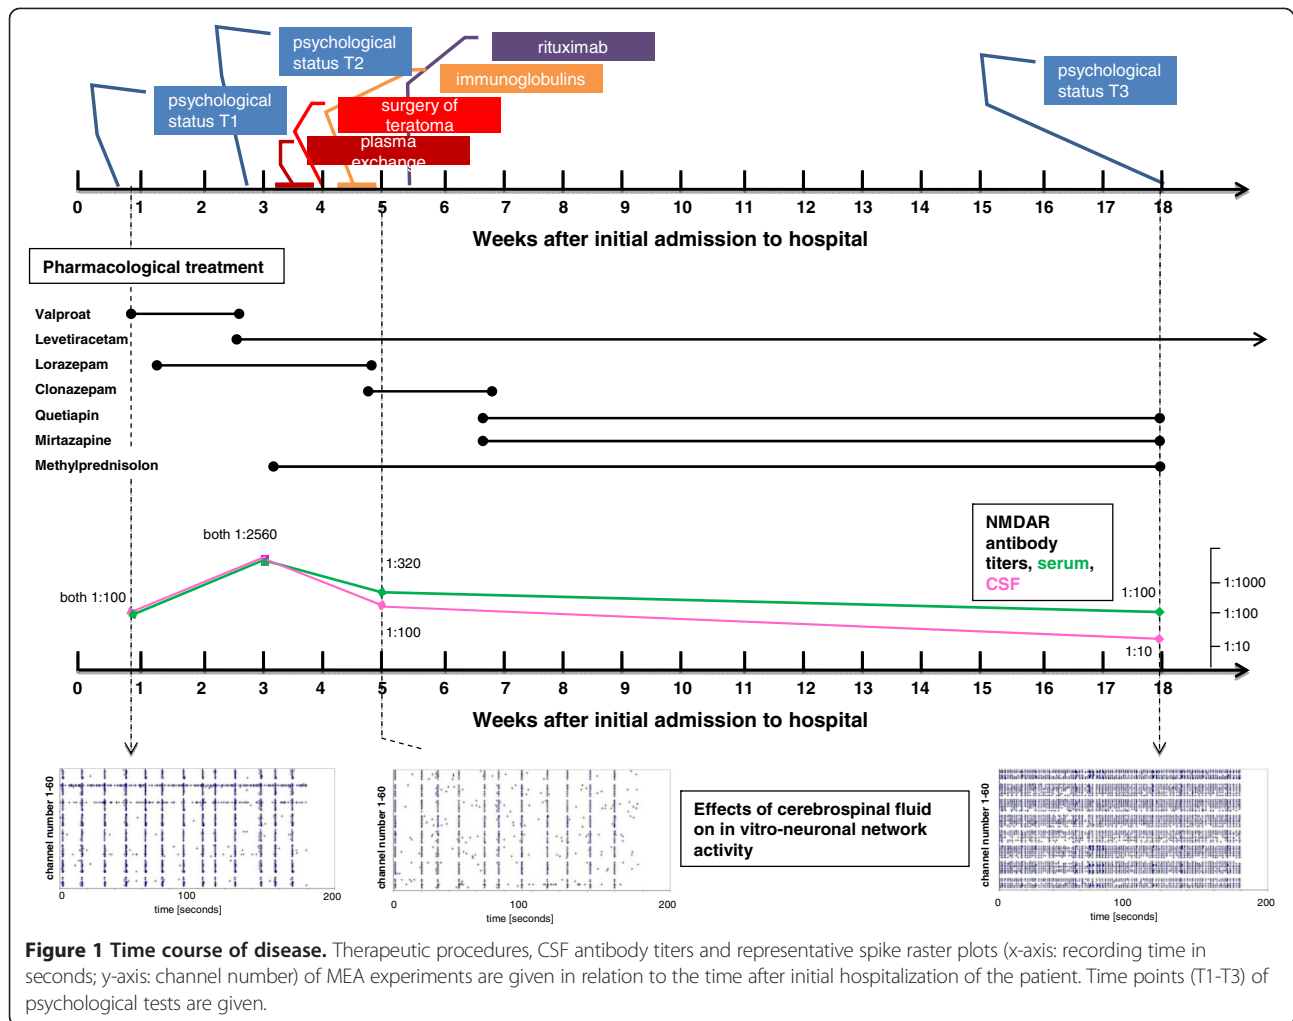 psychological
status T2
rituximab
immunoglobulins
psychological
status T3
psychological
status T1
surgery of
teratoma
plasma
exchange
0 1 2 3 4 5 6 7 8 9 10 11 12 13 14 15 16 17 18
Weeks after initial admission to hospital
Pharmacological treatment
Valproat
Levetiracetam
Lorazepam
Clonazepam
Quetiapin
Mirtazapine
Methylprednisolon
both 1:2560
NMDAR
antibody
titers, serum,
CSF
1:320
both 1:100
1:100
1:1000
1:100
1:100
1:10
1:10
0 1 2 3 4 5 6 7 8 9 10 11 12 13 14 15 16 17 18
Weeks after initial admission to hospital
channel number 1-60
0 100 200
time [seconds]
channel number 1-60
0 100 200
time [seconds]
Effects of cerebrospinal fluid
on in vitro-neuronal network
activity
channel number 1-60
0 100 200
time [seconds]
Figure 1 Time course of disease. Therapeutic procedures, CSF antibody titers and representative spike raster plots (x-axis: recording time in
seconds; y-axis: channel number) of MEA experiments are given in relation to the time after initial hospitalization of the patient. Time points (T1-T3) of
psychological tests are given.